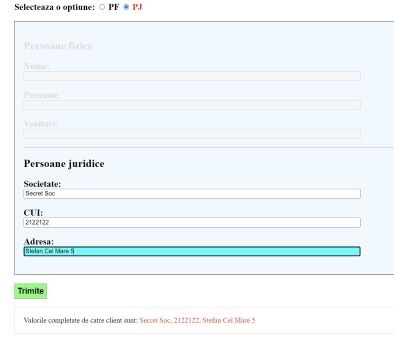 Selecteaza o optiune: PF PJ
Persoane fizice
Nume:
Prenume
Venituri:
Persoane juridice
Societate:
Secret Soc
CUI:
2122122
Adresa:
Stefan Cel Mare 5
Trimite
Valorile completate de catre client sunt: Secret Soc, 2122122, Stefan Cel Mare 5